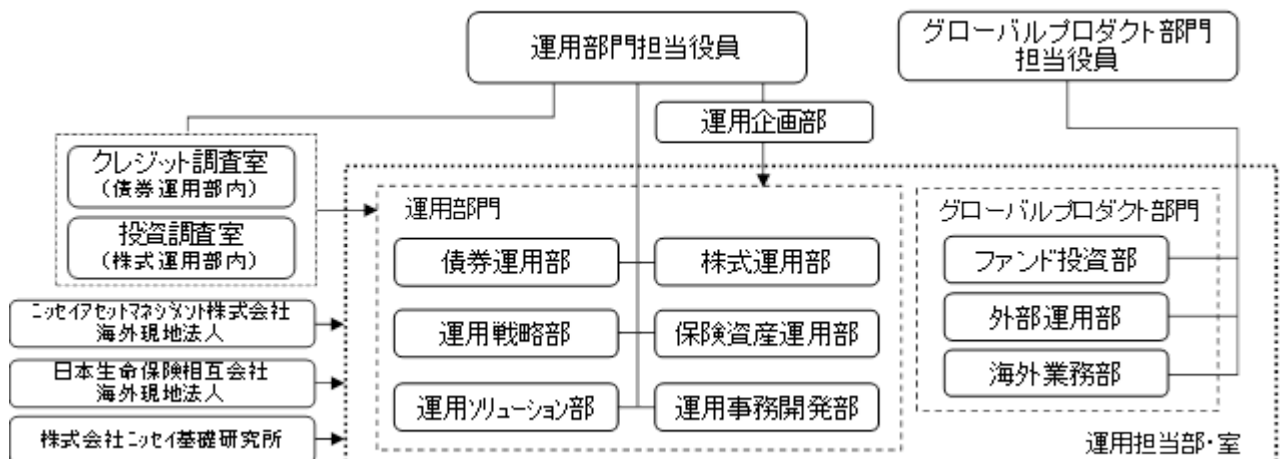 運用部門担当役員
グローバルプロダクト部門
担当役員
運用企画部
クレジット調査室
(債券運用部内)
投資調査室
(株式運用部内)
運用部門
債券運用部
株式運用部
運用戦略部
保険資産運用部
運用ソリューション部
運用事務開発部
グローバルプロダクト部門
ファンド投資部
外部運用部
海外業務部
ニッセイアセットマネジメント株式会社
海外現地法人
日本生命保険相互会社
海外現地法人
株式会社ニッセイ基礎研究所
運用担当部・室